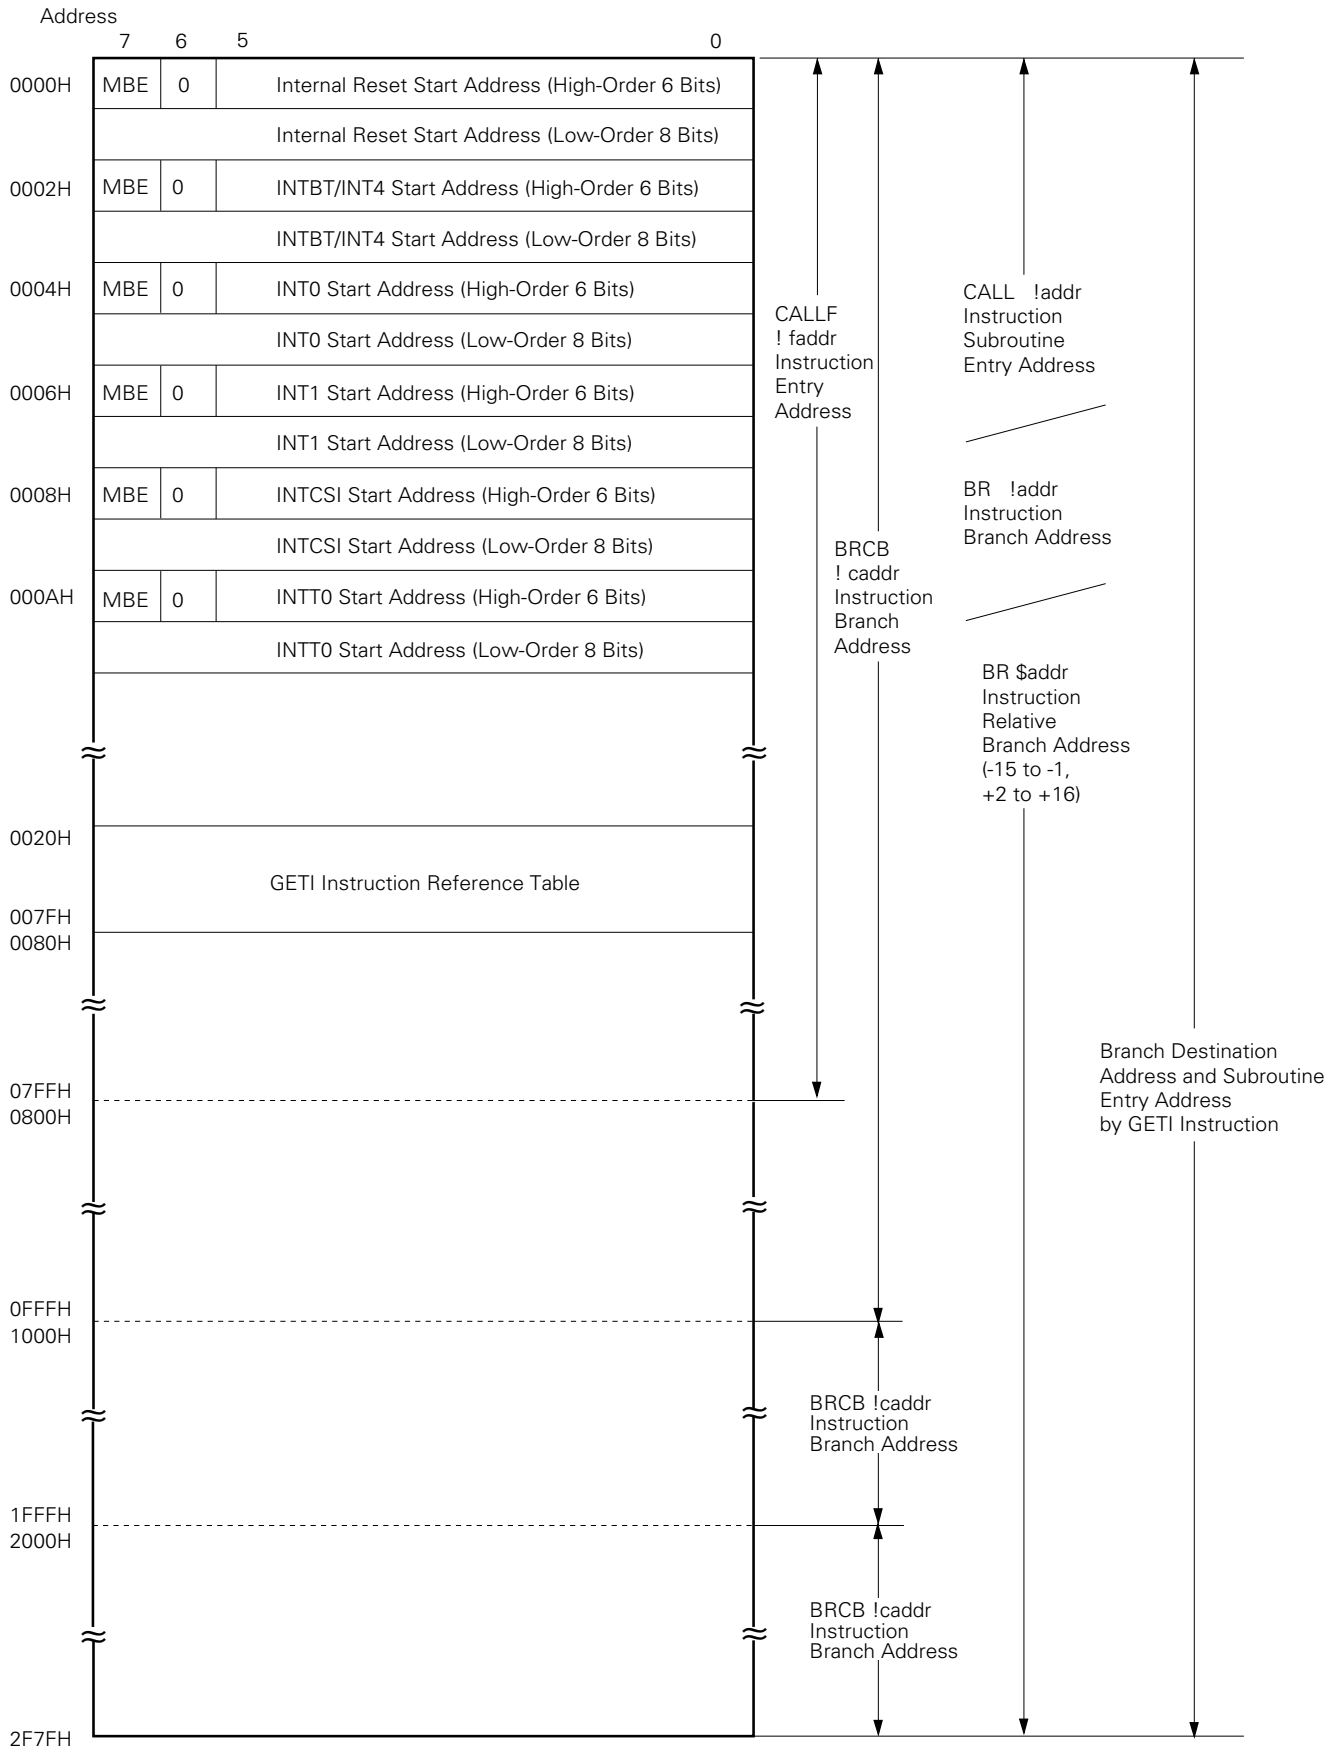 Address
7 6 5 0
0000H MBE 0 Internal Reset Start Address (High-Order 6 Bits)
Internal Reset Start Address (Low-Order 8 Bits)
0002H MBE 0 INTBT/INT4 Start Address (High-Order 6 Bits)
INTBT/INT4 Start Address (Low-Order 8 Bits)
0004H MBE 0 INT0 Start Address (High-Order 6 Bits)
INT0 Start Address (Low-Order 8 Bits)
0006H MBE 0 INT1 Start Address (High-Order 6 Bits)
INT1 Start Address (Low-Order 8 Bits)
0008H MBE 0 INTCSI Start Address (High-Order 6 Bits)
INTCSI Start Address (Low-Order 8 Bits)
000AH MBE 0 INTT0 Start Address (High-Order 6 Bits)
INTT0 Start Address (Low-Order 8 Bits)
0020H
GETI Instruction Reference Table
007FH
0080H
07FFH
0800H
0FFFH
1000H
1FFFH
2000H
2F7FH
CALLF
! faddr
Instruction
Entry
Address
BRCB
! caddr
Instruction
Branch
Address
CALL !addr
Instruction
Subroutine
Entry Address
BR !addr
Instruction
Branch Address
BR $addr
Instruction
Relative
Branch Address
(-15 to -1,
+2 to +16)
Branch Destination
Address and Subroutine
Entry Address
by GETI Instruction
BRCB !caddr
Instruction
Branch Address
BRCB !caddr
Instruction
Branch Address